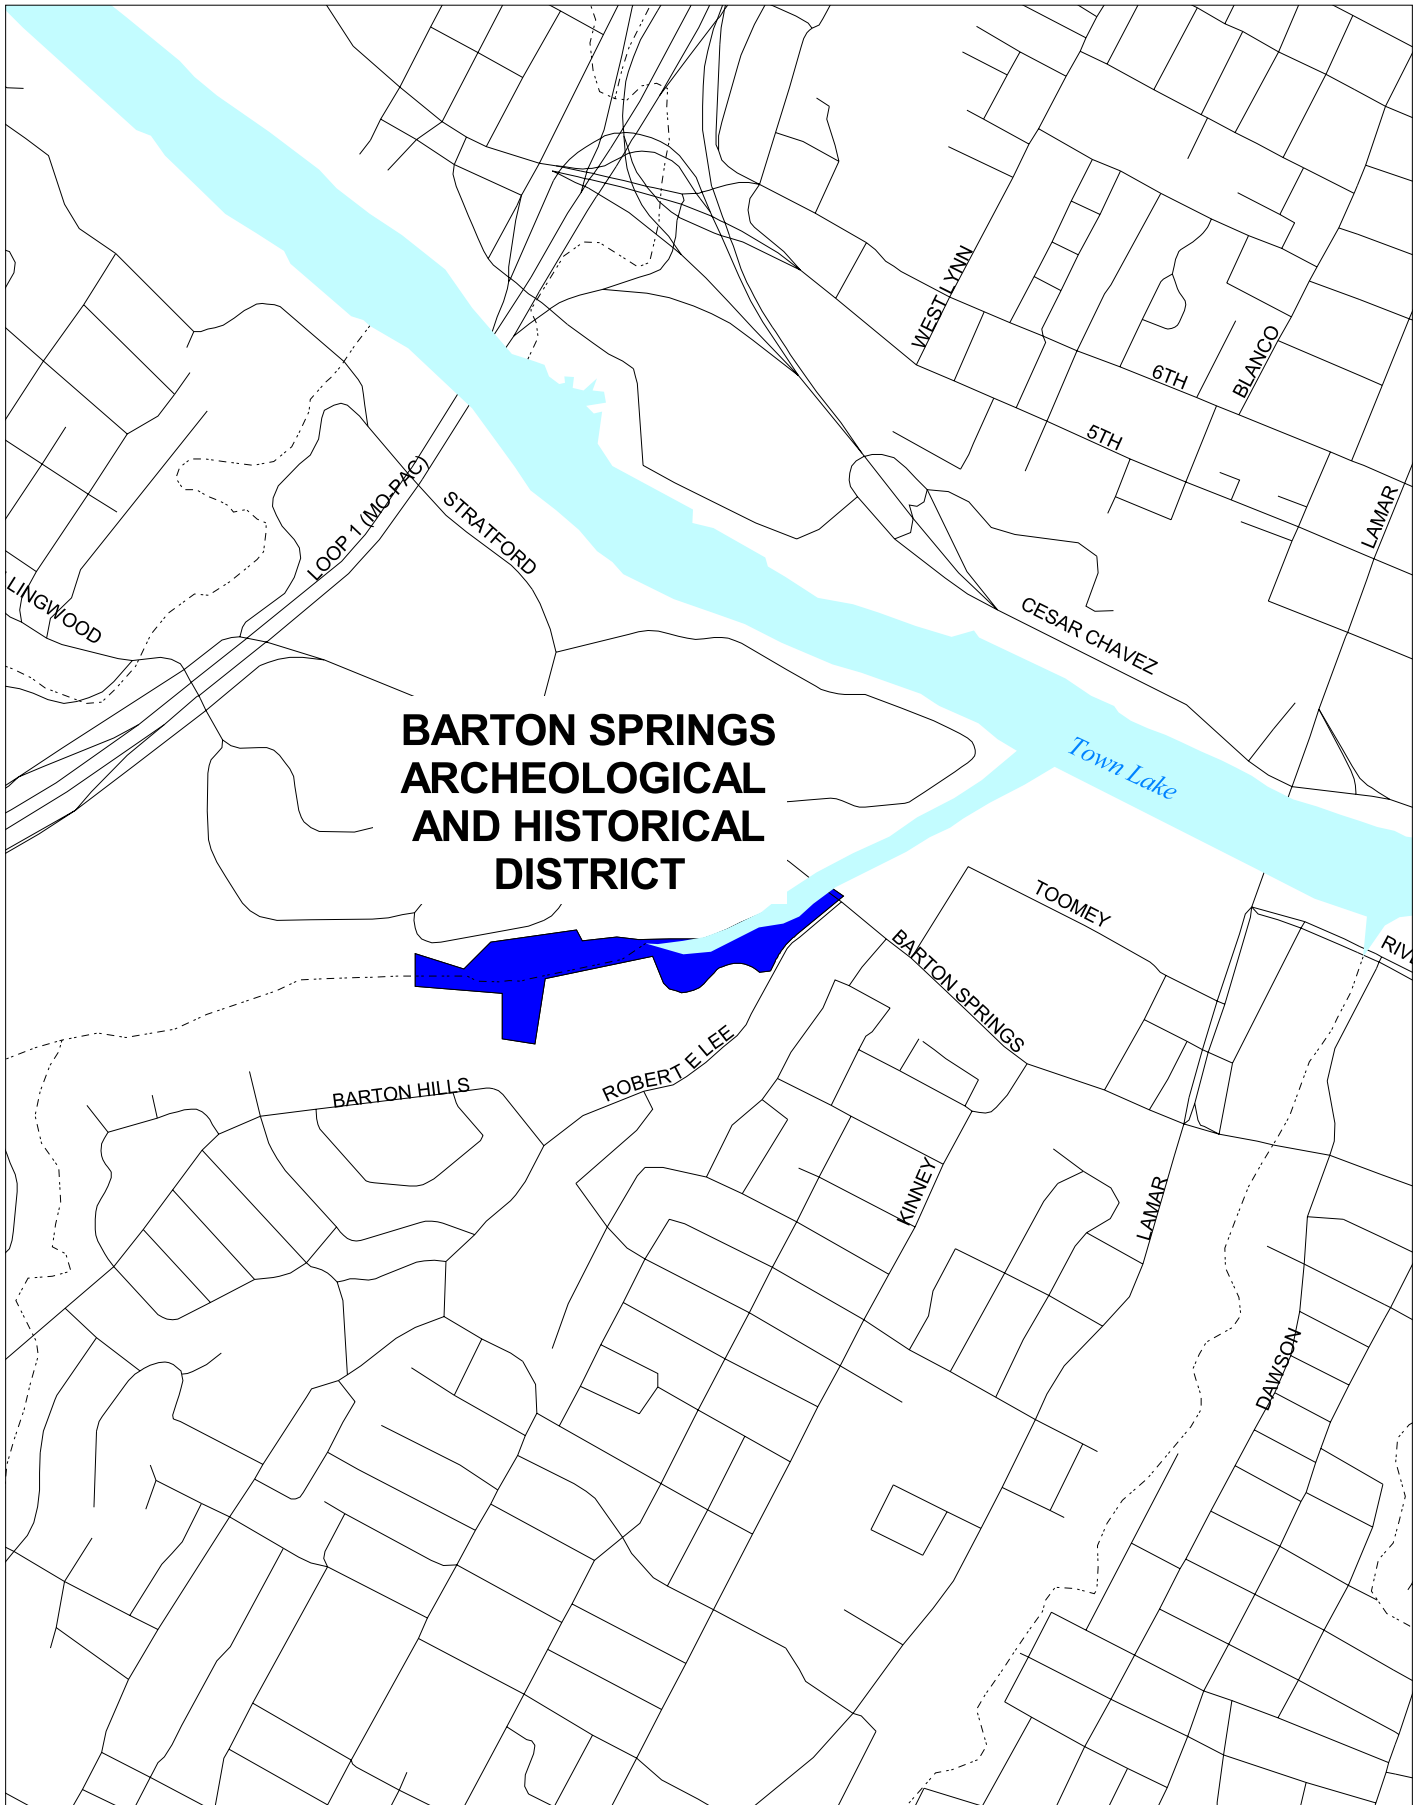 WEST LYNN
BLANCO
6TH
5TH
LAMAR
LOOP 1 (MO-PAC)
STRATFORD
LINGWOOD
CESAR CHAVEZ
BARTON SPRINGS
ARCHEOLOGICAL
AND HISTORICAL
DISTRICT
Town Lake
TOOMEY
BARTON SPRINGS
RIV
ROBERT E LEE
BARTON HILLS
KINNEY
LAMAR
DAWSON